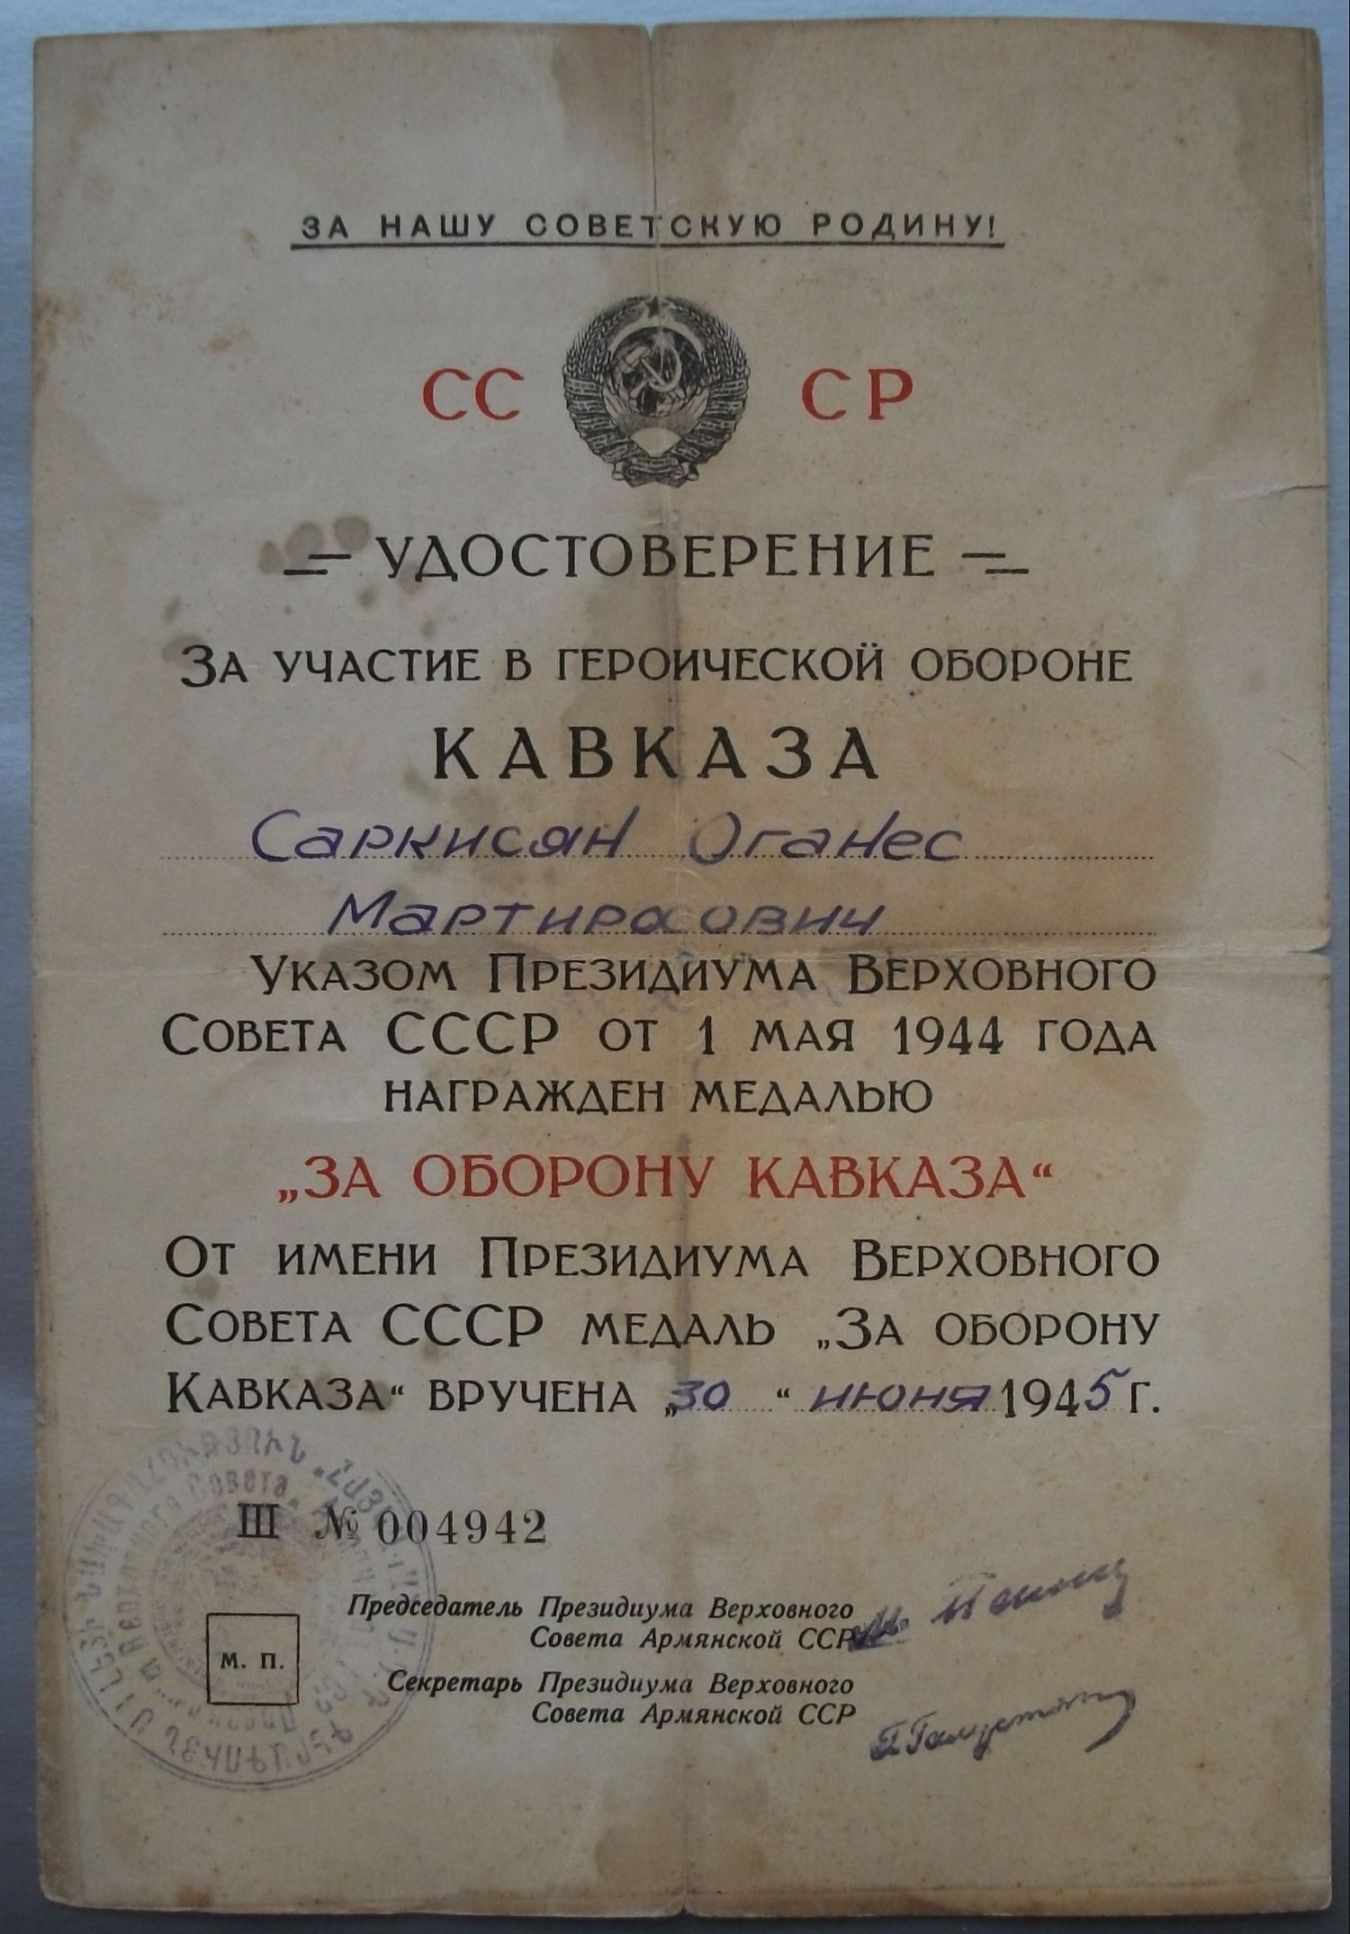 ЗА НАШУ СОВЕТСКУЮ РОДИНУ!
СС СР
УДОСТОВЕРЕНИЕ
ЗА УЧАСТИЕ В ГЕРОИЧЕСКОЙ ОБОРОНЕ
КАВКАЗА
Саркисян Оганес
Мартиросович
УКАЗОМ ПРЕЗИДИУМА ВЕРХОВНОГО
СОВЕТА СССР ОТ 1 МАЯ 1944 ГОДА
НАГРАЖДЕН МЕДАЛЬЮ
„ЗА ОБОРОНУ КАВКАЗА“
ОТ ИМЕНИ ПРЕЗИДИУМА ВЕРХОВНОГО
СОВЕТА СССР МЕДАЛЬ „ЗА ОБОРОНУ
КАВКАЗА“ ВРУЧЕНА „30“ июня 1945 Г.
III № 004942
Председатель Президиума Верховного
Совета Армянской ССР
М. П.
Секретарь Президиума Верховного
Совета Армянской ССР